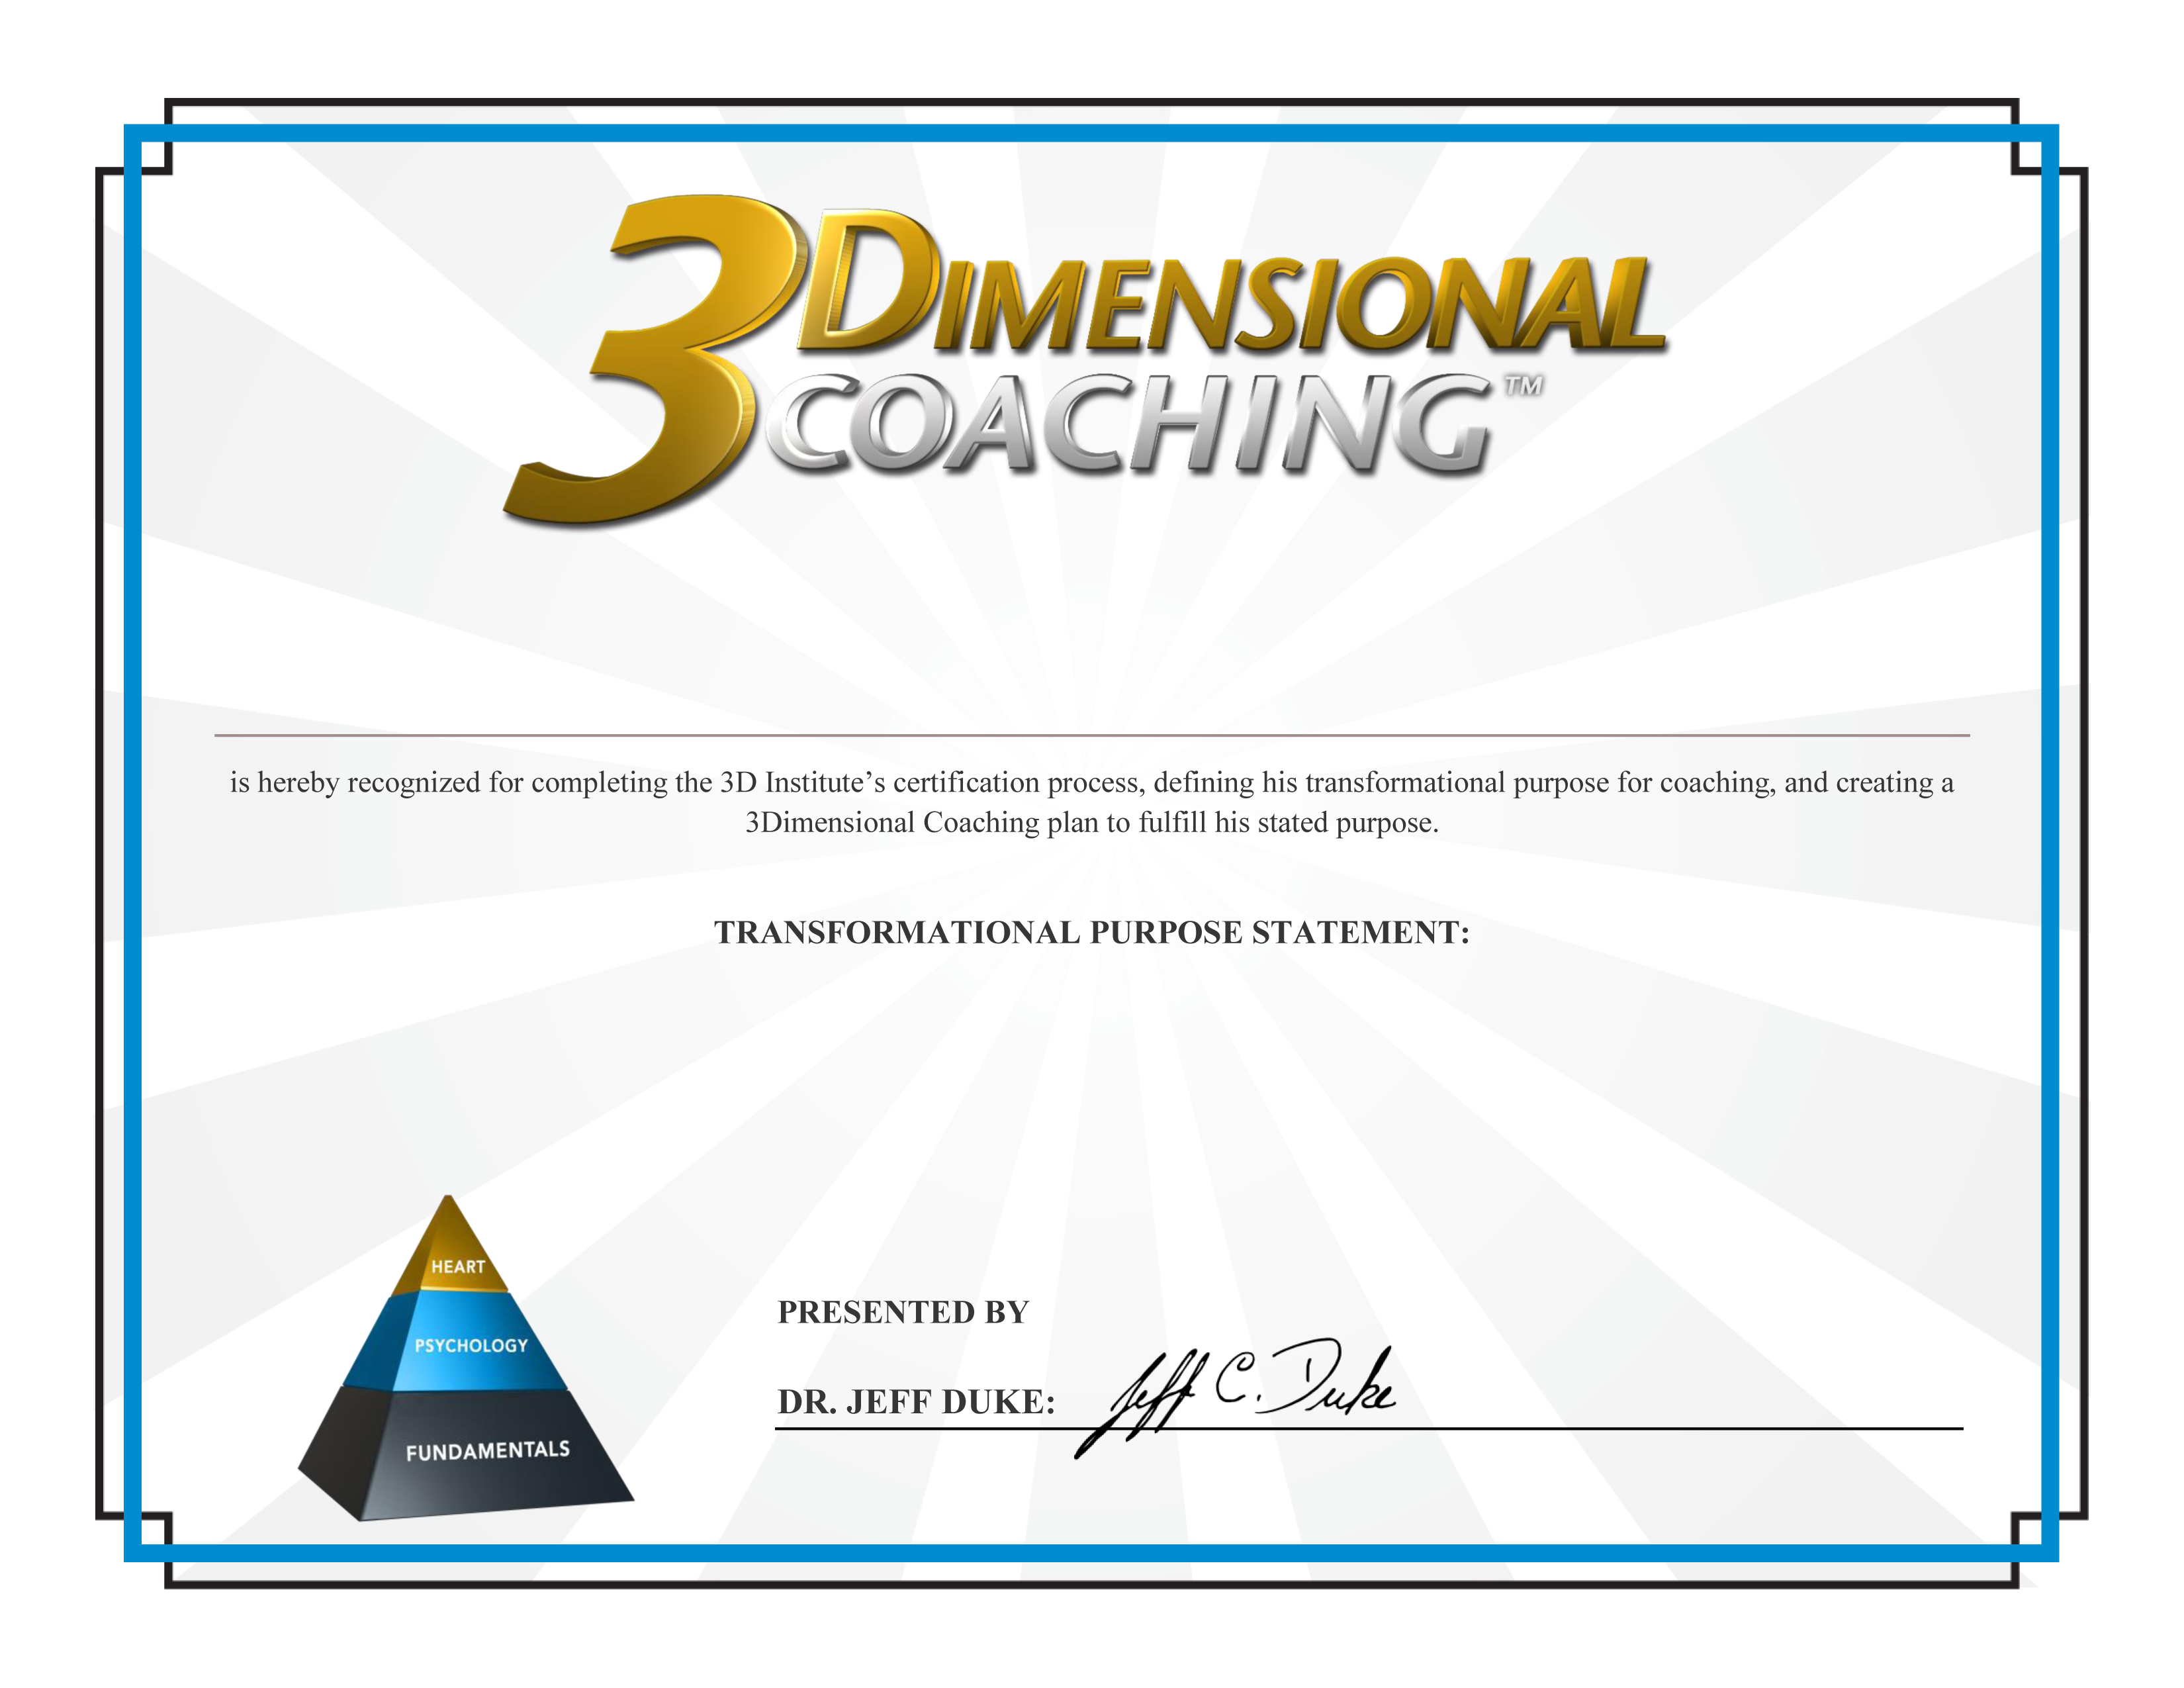 3DIMENSIONAL
COACHING™
is hereby recognized for completing the 3D Institute’s certification process, defining his transformational purpose for coaching, and creating a
3Dimensional Coaching plan to fulfill his stated purpose.
TRANSFORMATIONAL PURPOSE STATEMENT:
HEART
PSYCHOLOGY
FUNDAMENTALS
PRESENTED BY
DR. JEFF DUKE: Jeff C. Duke